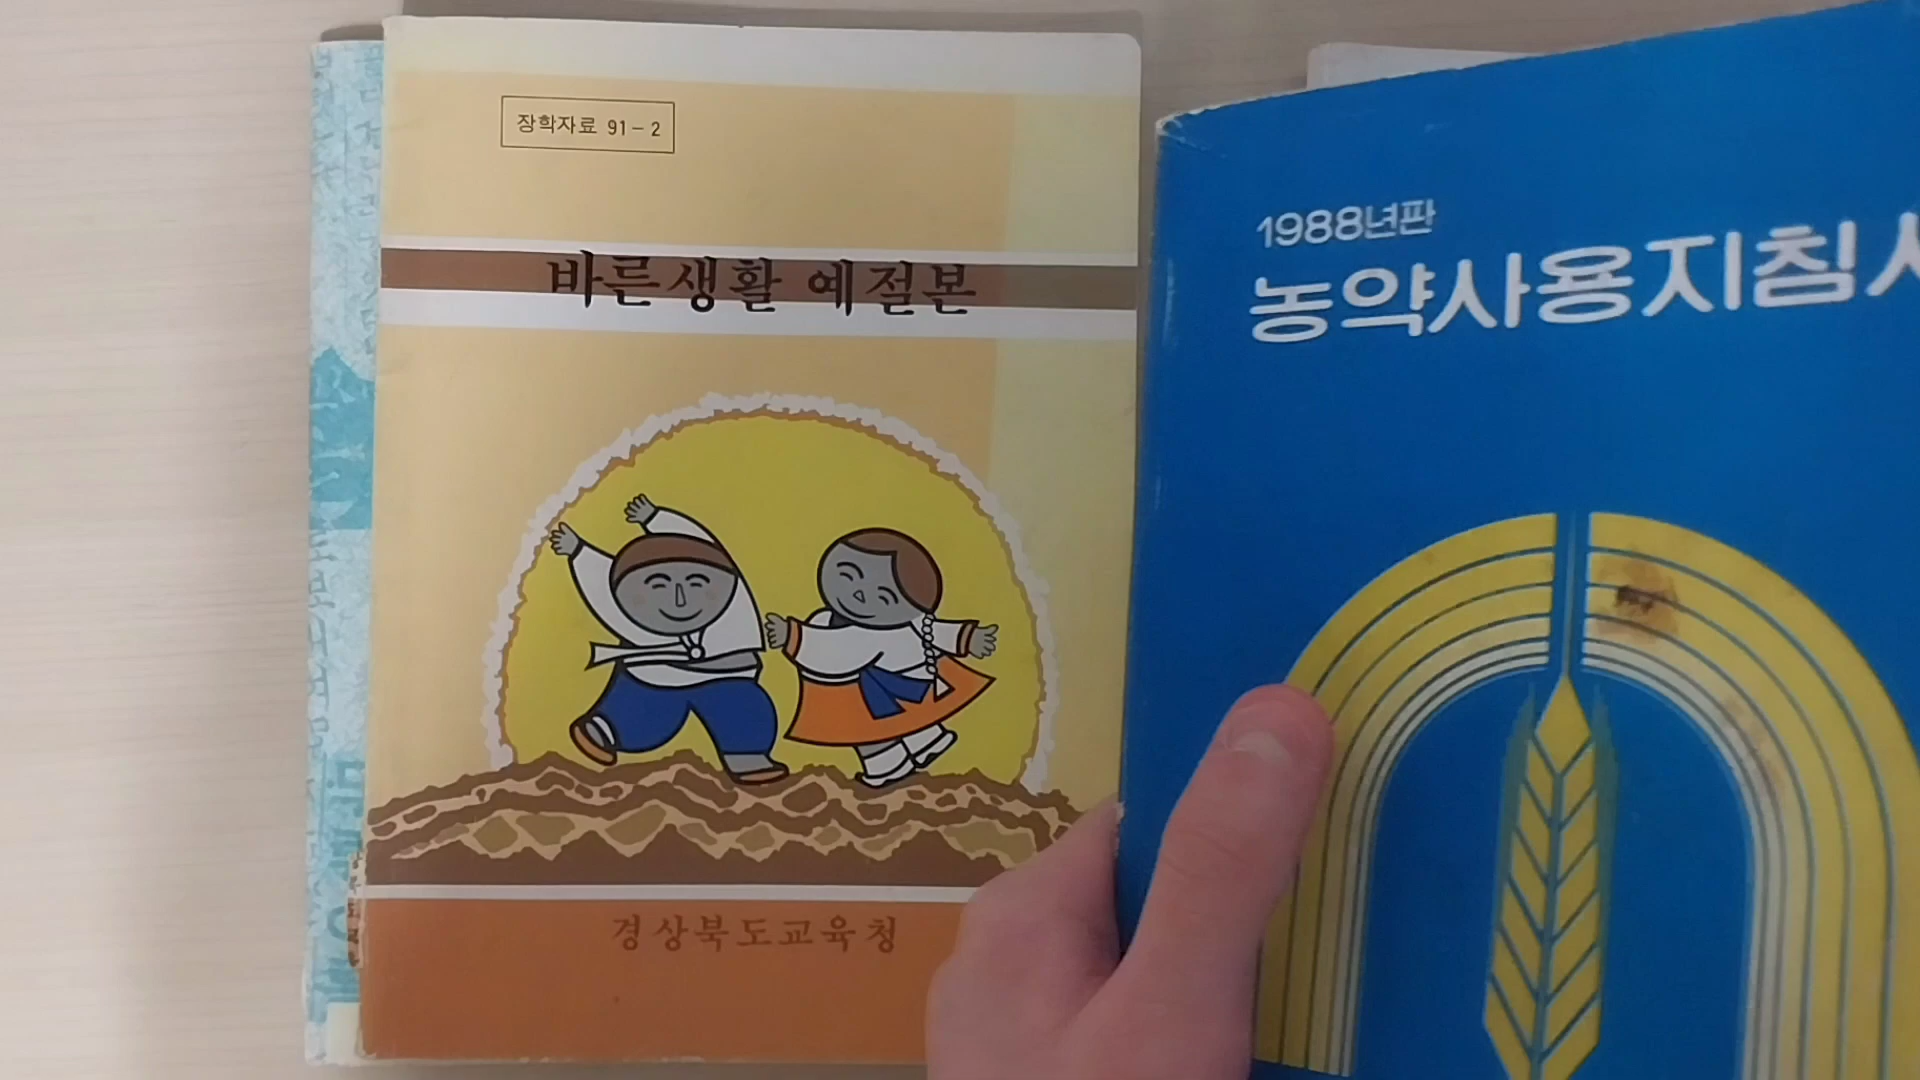 장학자료 91-2
바른생활 예절본
경상북도교육청
1988년판
농약사용지침서